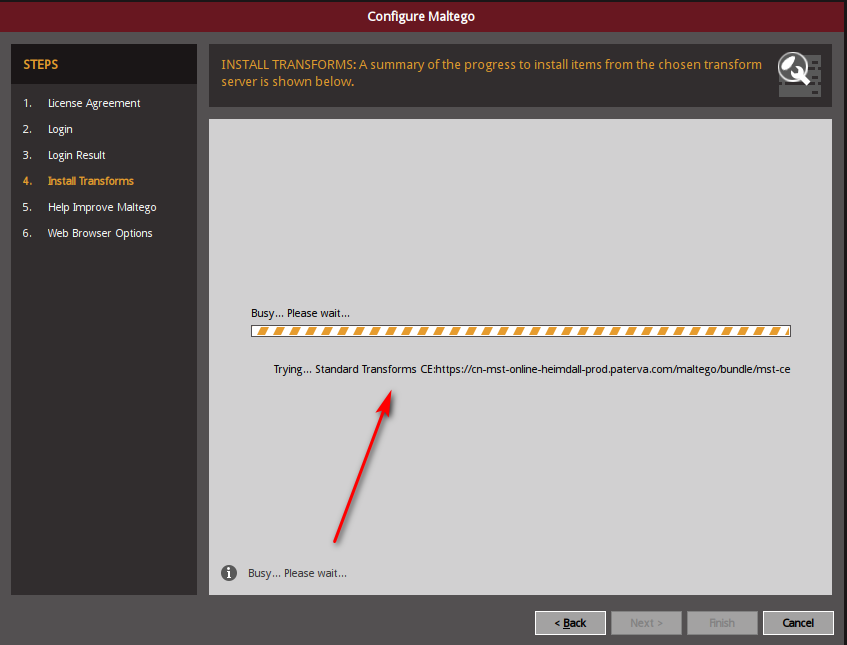 Configure Maltego
STEPS
1. License Agreement
2. Login
3. Login Result
4. Install Transforms
5. Help Improve Maltego
6. Web Browser Options
INSTALL TRANSFORMS: A summary of the progress to install items from the chosen transform
server is shown below.
Busy... Please wait...
Trying... Standard Transforms CE:https://cn-mst-online-heimdall-prod.paterva.com/maltego/bundle/mst-ce
Busy... Please wait...
< Back
Next >
Finish
Cancel